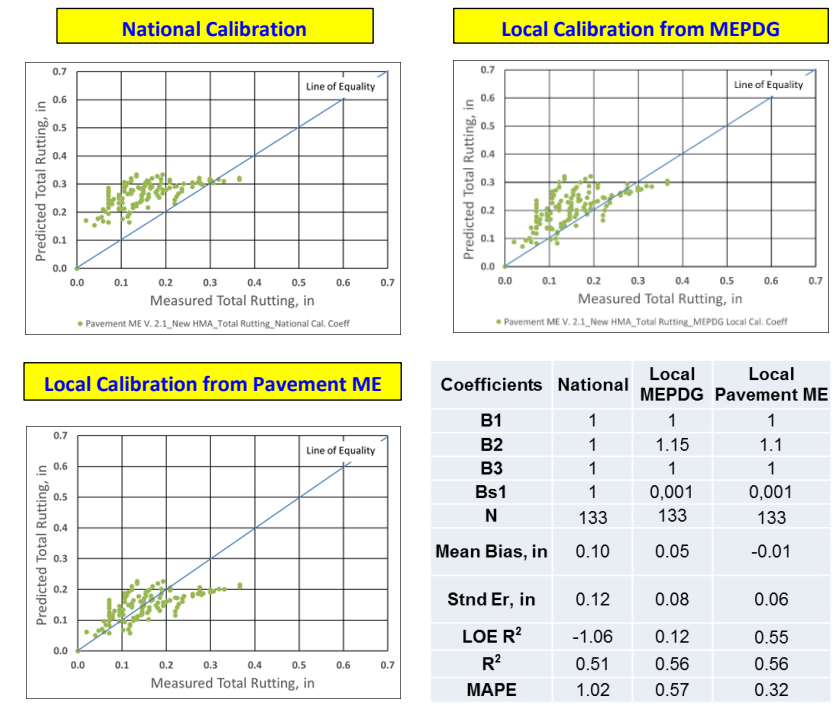 National Calibration
Local Calibration from MEPDG
0.7
0.6
0.5
0.4
0.3
0.2
0.1
0.0
Predicted Total Rutting, in
Line of Equality
0.0 0.1 0.2 0.3 0.4 0.5 0.6 0.7
Measured Total Rutting, in
Pavement ME V. 2.1_New HMA_Total Rutting_National Cal. Coeff
0.7
0.6
0.5
0.4
0.3
0.2
0.1
0.0
Predicted Total Rutting, in
Line of Equality
0.0 0.1 0.2 0.3 0.4 0.5 0.6 0.7
Measured Total Rutting, in
Pavement ME V. 2.1_New HMA_Total Rutting_MEPDG Local Cal. Coeff
Local Calibration from Pavement ME
0.7
0.6
0.5
0.4
0.3
0.2
0.1
0.0
Predicted Total Rutting, in
Line of Equality
0.0 0.1 0.2 0.3 0.4 0.5 0.6 0.7
Measured Total Rutting, in
Coefficients National Local MEPDG Local Pavement ME
B1 1 1 1
B2 1 1.15 1.1
B3 1 1 1
Bs1 1 0,001 0,001
N 133 133 133
Mean Bias, in 0.10 0.05 -0.01
Stnd Er, in 0.12 0.08 0.06
LOE R² -1.06 0.12 0.55
R² 0.51 0.56 0.56
MAPE 1.02 0.57 0.32